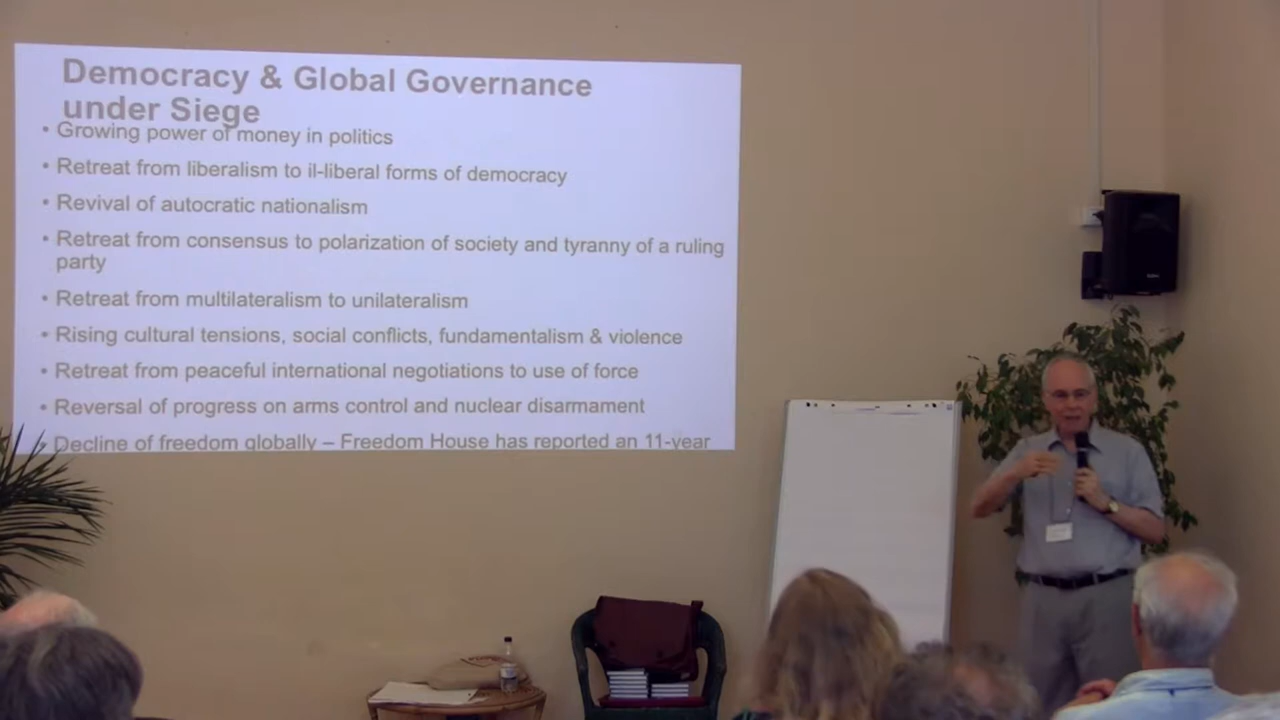 Democracy & Global Governance
under Siege
• Growing power of money in politics
• Retreat from liberalism to il-liberal forms of democracy
• Revival of autocratic nationalism
• Retreat from consensus to polarization of society and tyranny of a ruling
party
• Retreat from multilateralism to unilateralism
• Rising cultural tensions, social conflicts, fundamentalism & violence
• Retreat from peaceful international negotiations to use of force
• Reversal of progress on arms control and nuclear disarmament
• Decline of freedom globally – Freedom House has reported an 11-year